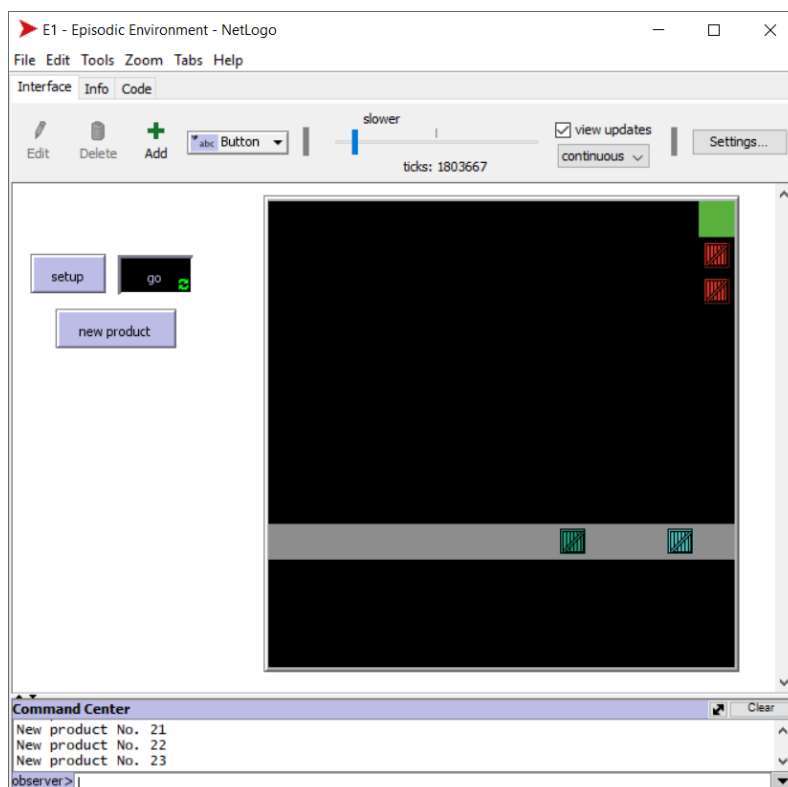 E1 - Episodic Environment - NetLogo
File Edit Tools Zoom Tabs Help
Interface Info Code
Edit Delete Add abc Button slower ticks: 1803667 view updates continuous Settings...
setup go
new product
Command Center Clear
New product No. 21
New product No. 22
New product No. 23
observer>